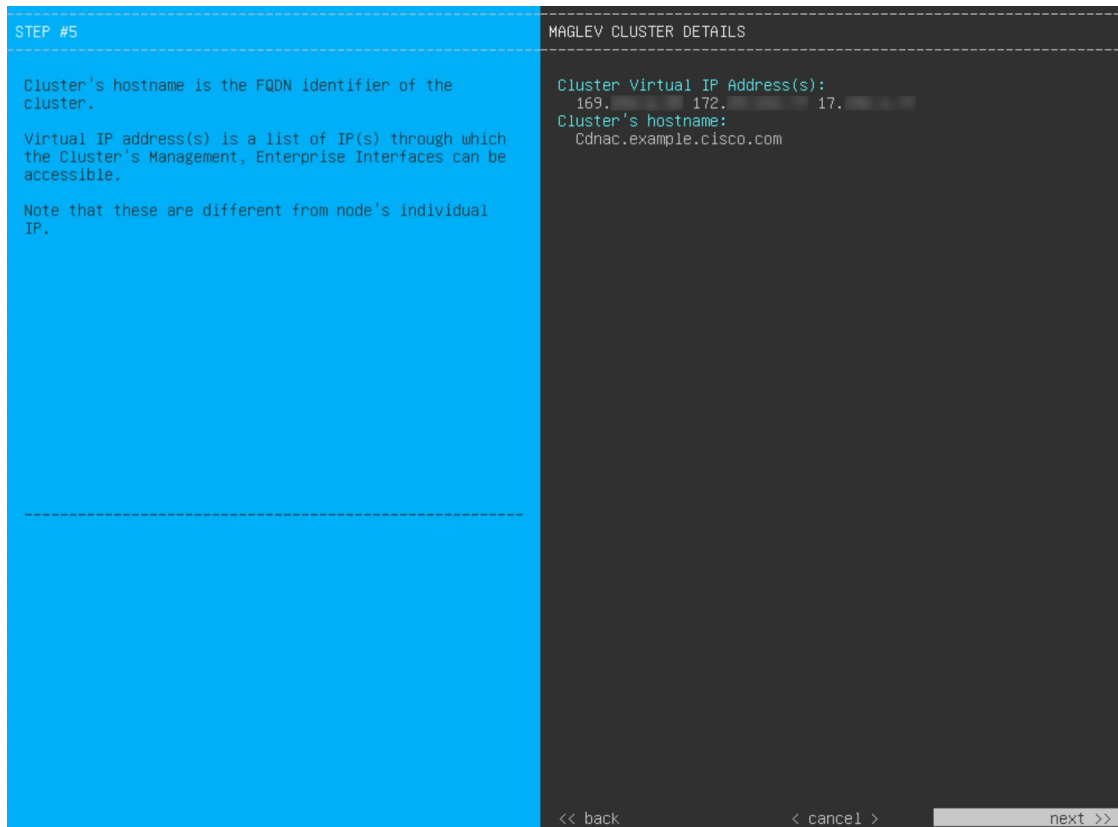 STEP #5
Cluster's hostname is the FQDN identifier of the
cluster.
Virtual IP address(s) is a list of IP(s) through which
the Cluster's Management, Enterprise Interfaces can be
accessible.
Note that these are different from node's individual
IP.
MAGLEV CLUSTER DETAILS
Cluster Virtual IP Address(s):
169. 172. 17.
Cluster's hostname:
Cdnac.example.cisco.com
<< back < cancel > next >>